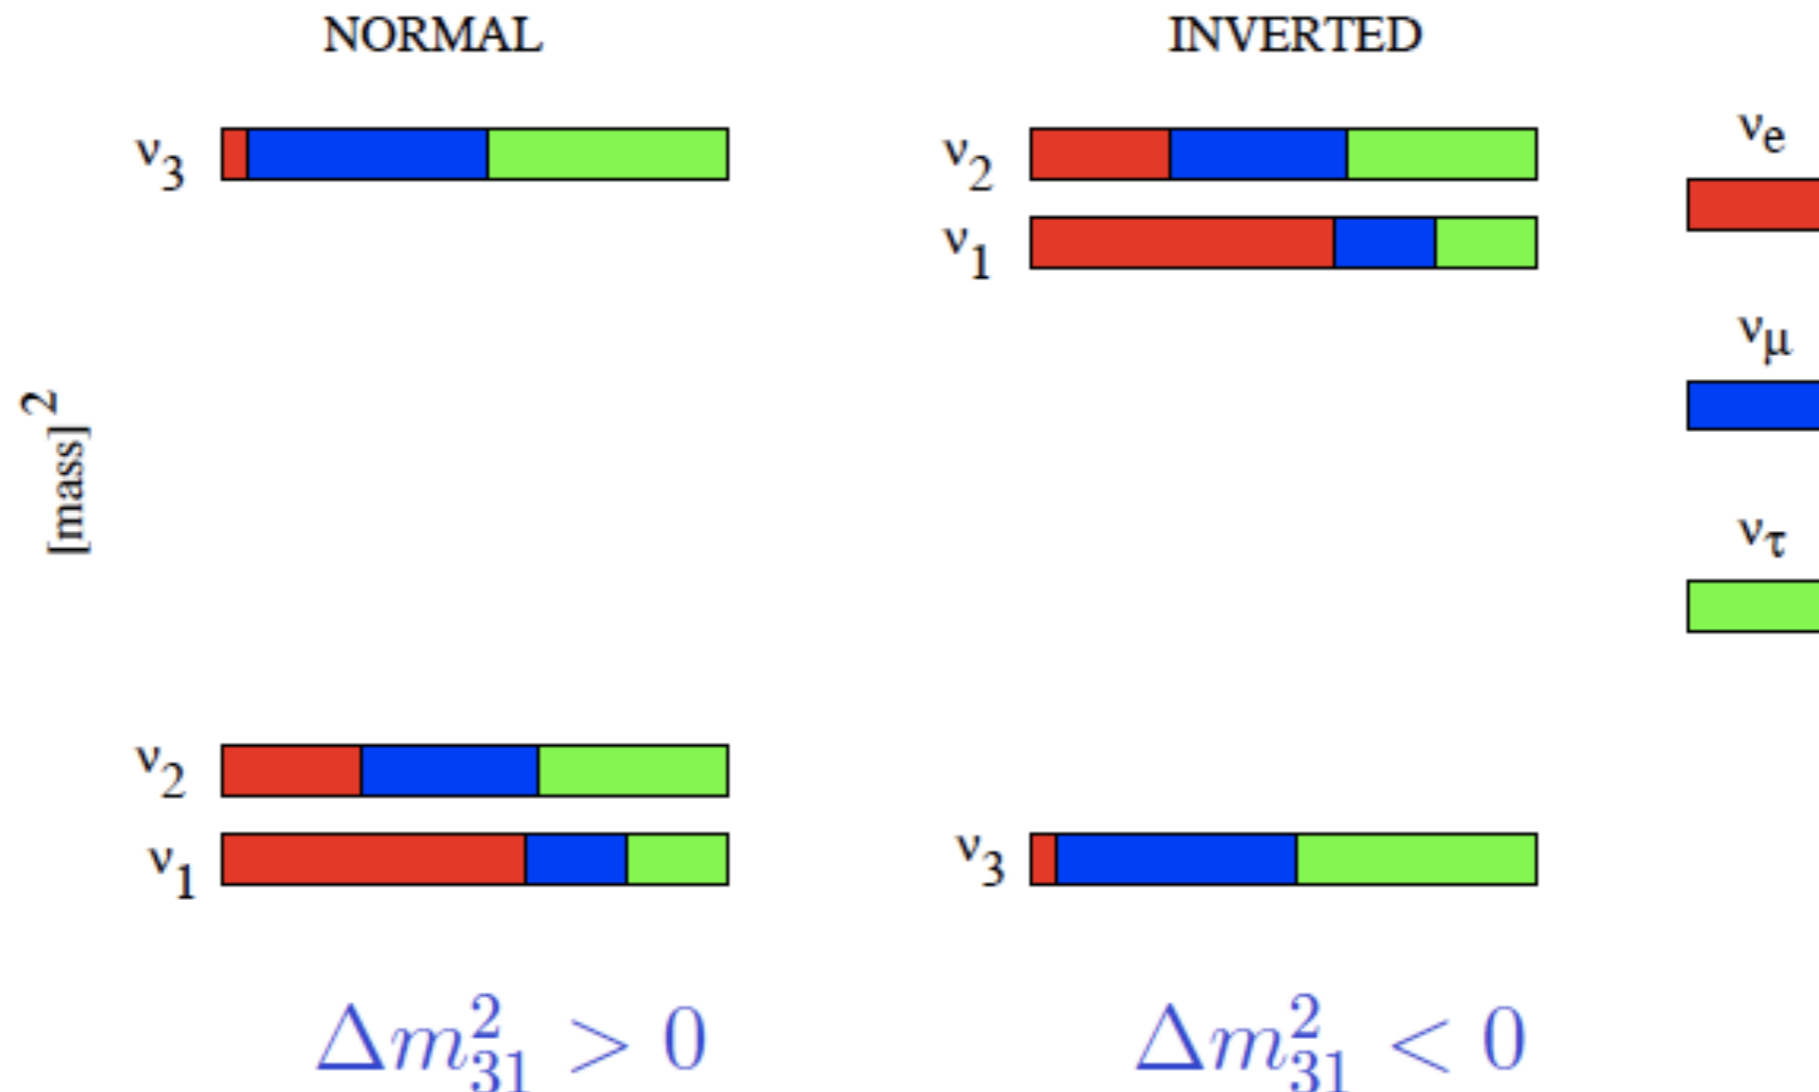 NORMAL
INVERTED
ν3
ν2
ν1
νe
νμ
ντ
[mass]2
ν2
ν1
ν3
Δm²31 > 0
Δm²31 < 0